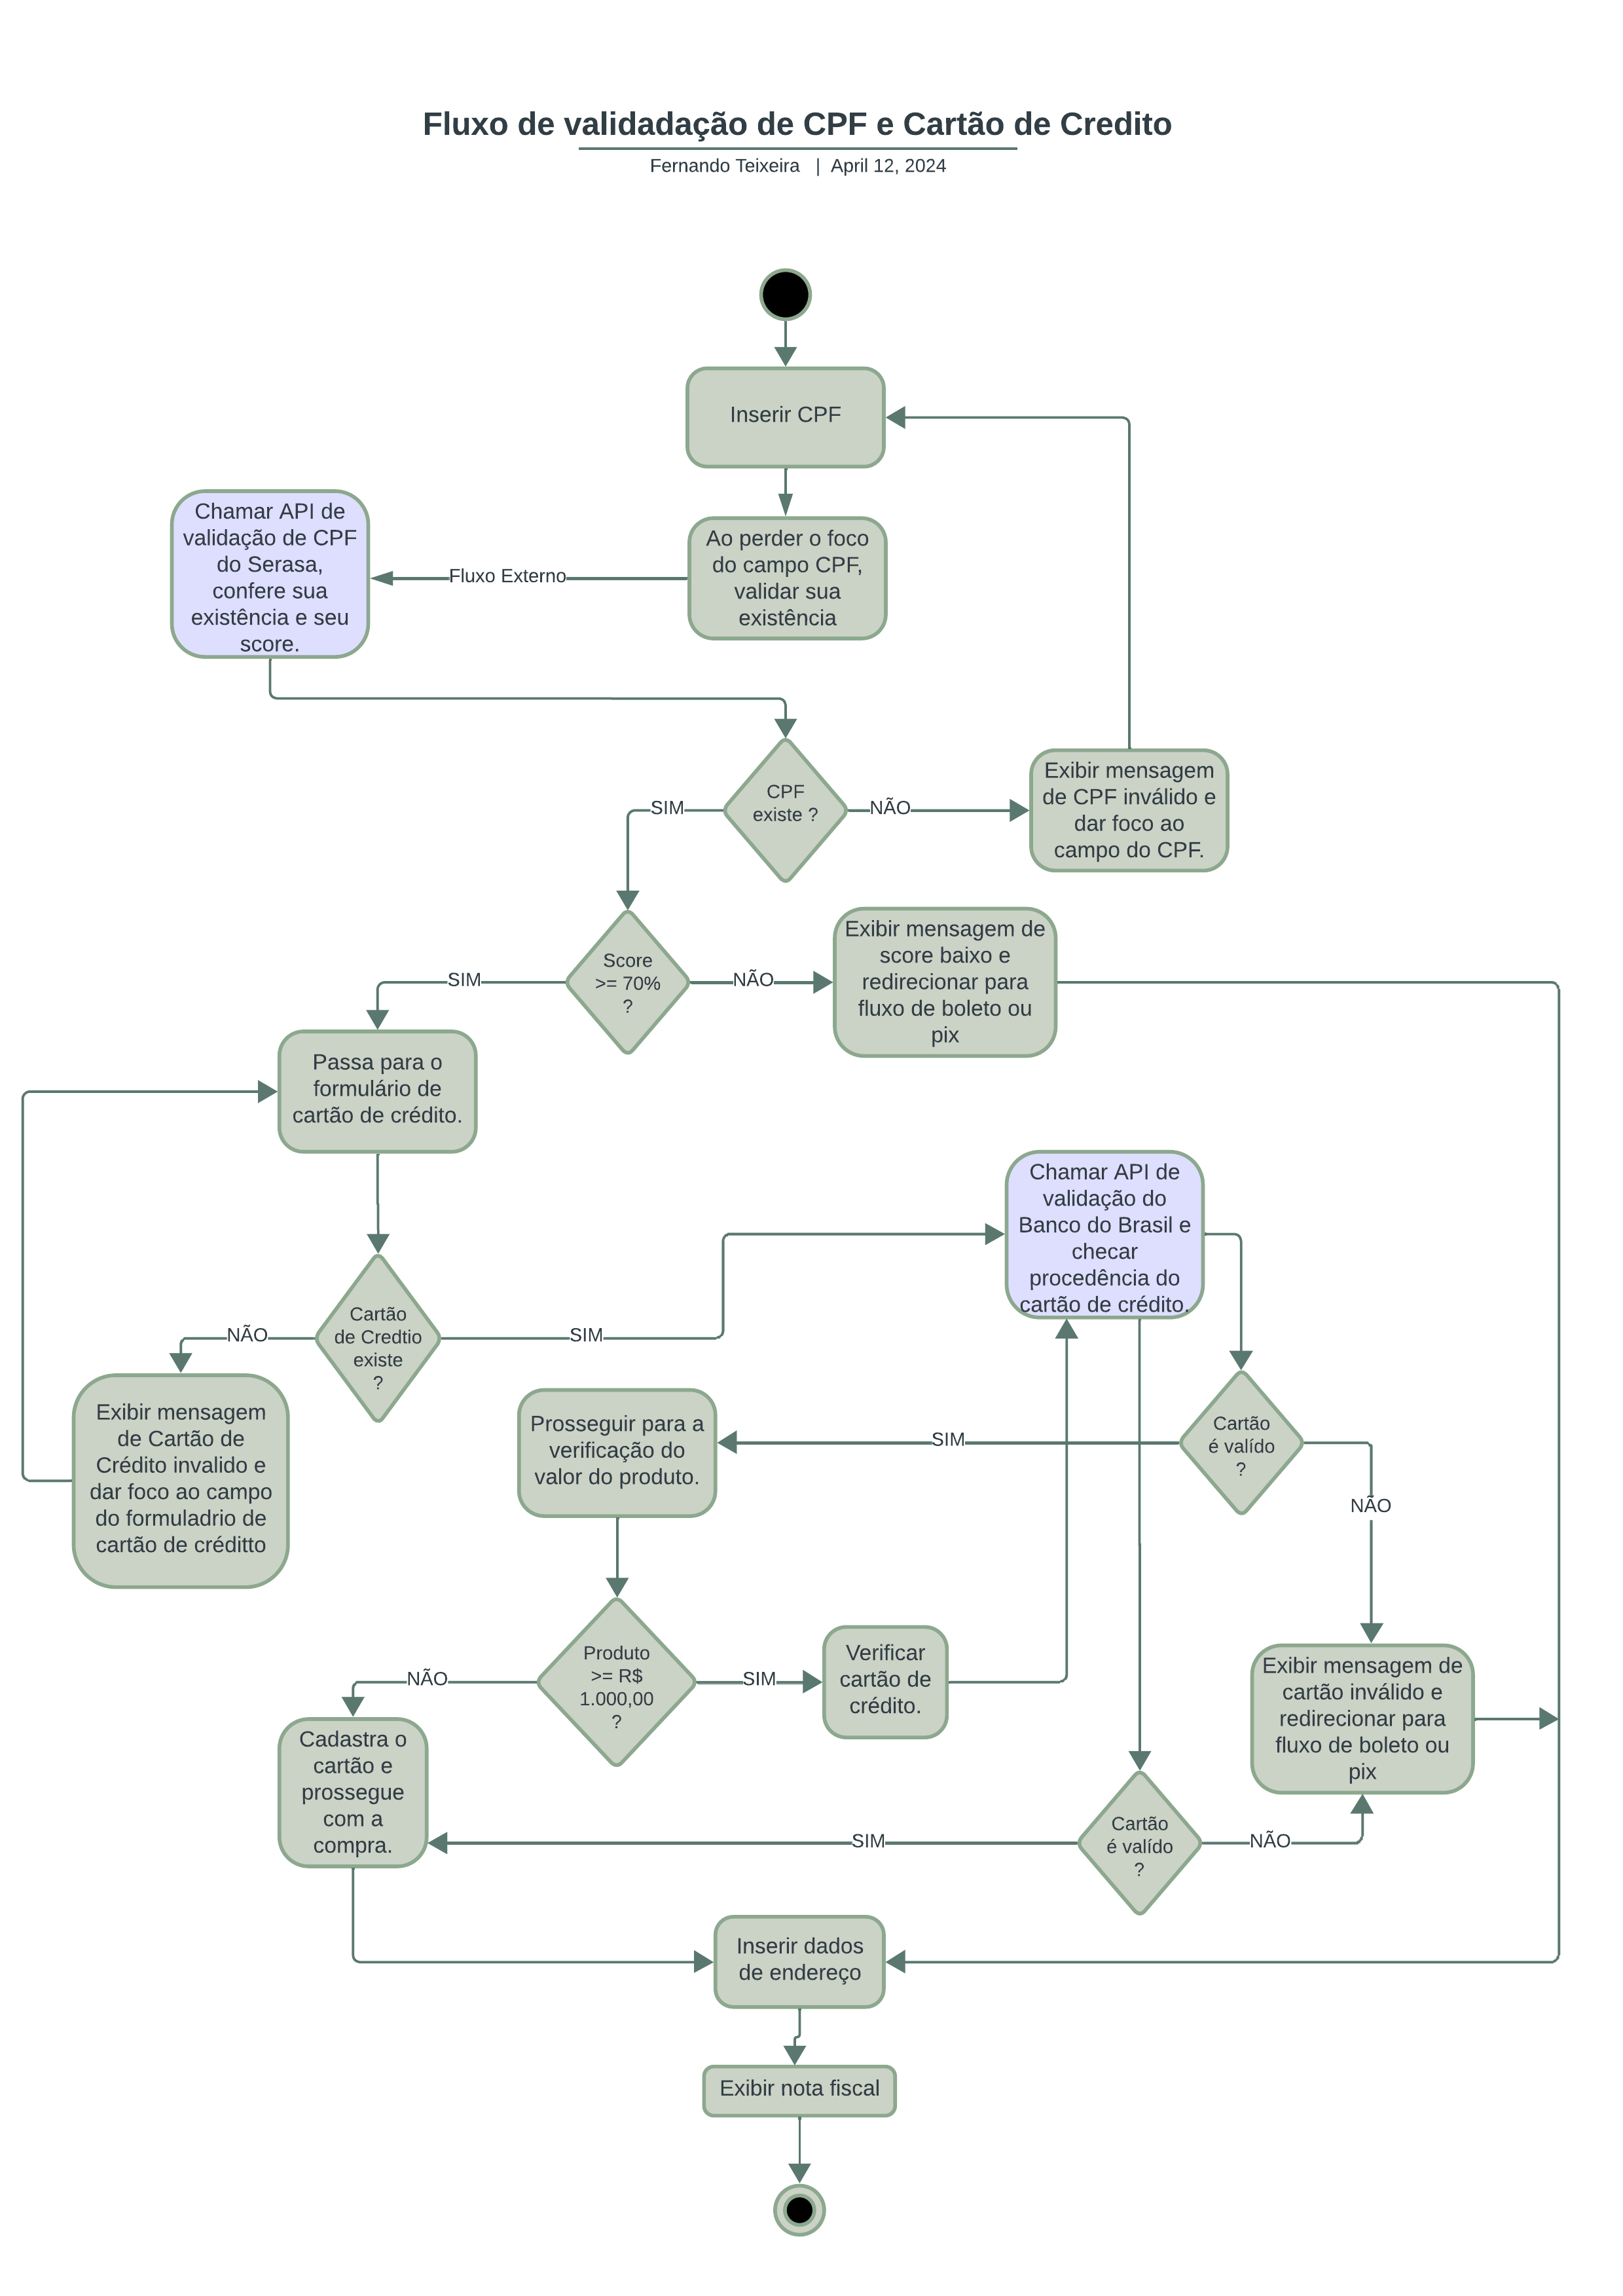 Fluxo de validadação de CPF e Cartão de Credito
Fernando Teixeira | April 12, 2024
Inserir CPF
Chamar API de
validação de CPF
do Serasa,
confere sua
existência e seu
score.
Fluxo Externo
Ao perder o foco
do campo CPF,
validar sua
existência
CPF
existe ?
SIM
NÃO
Exibir mensagem
de CPF inválido e
dar foco ao
campo do CPF.
Score
>= 70%
?
SIM
NÃO
Exibir mensagem de
score baixo e
redirecionar para
fluxo de boleto ou
pix
Passa para o
formulário de
cartão de crédito.
Chamar API de
validação do
Banco do Brasil e
checar
procedência do
cartão de crédito.
Cartão
de Credtio
existe
?
NÃO
SIM
Exibir mensagem
de Cartão de
Crédito invalido e
dar foco ao campo
do formuladrio de
cartão de créditto
Prosseguir para a
verificação do
valor do produto.
SIM
Cartão
é valído
?
NÃO
Produto
>= R$
1.000,00
?
NÃO
SIM
Verificar
cartão de
crédito.
Exibir mensagem de
cartão inválido e
redirecionar para
fluxo de boleto ou
pix
Cadastra o
cartão e
prossegue
com a
compra.
SIM
Cartão
é valído
?
NÃO
Inserir dados
de endereço
Exibir nota fiscal